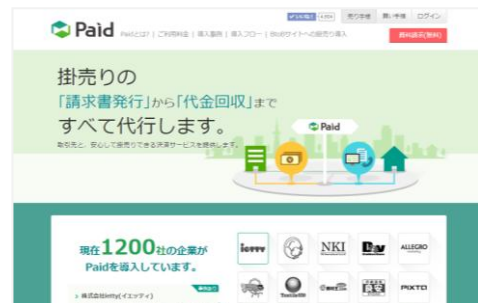 Paid
Paidとは? | ご利用料金 | 導入事例 | 導入フロー | BtoBサイトへの掛売り導入
売り手様 買い手様 ログイン
資料請求(無料)
掛売りの
「請求書発行」から「代金回収」まで
すべて代行します。
取引先と、安心して掛売りできる決済サービスを提供します。
Paid
現在1200社の企業が
Paidを導入しています。
株式会社ietty(イエッティ)
ietty
NKI
ALLEGRO
PIXTA